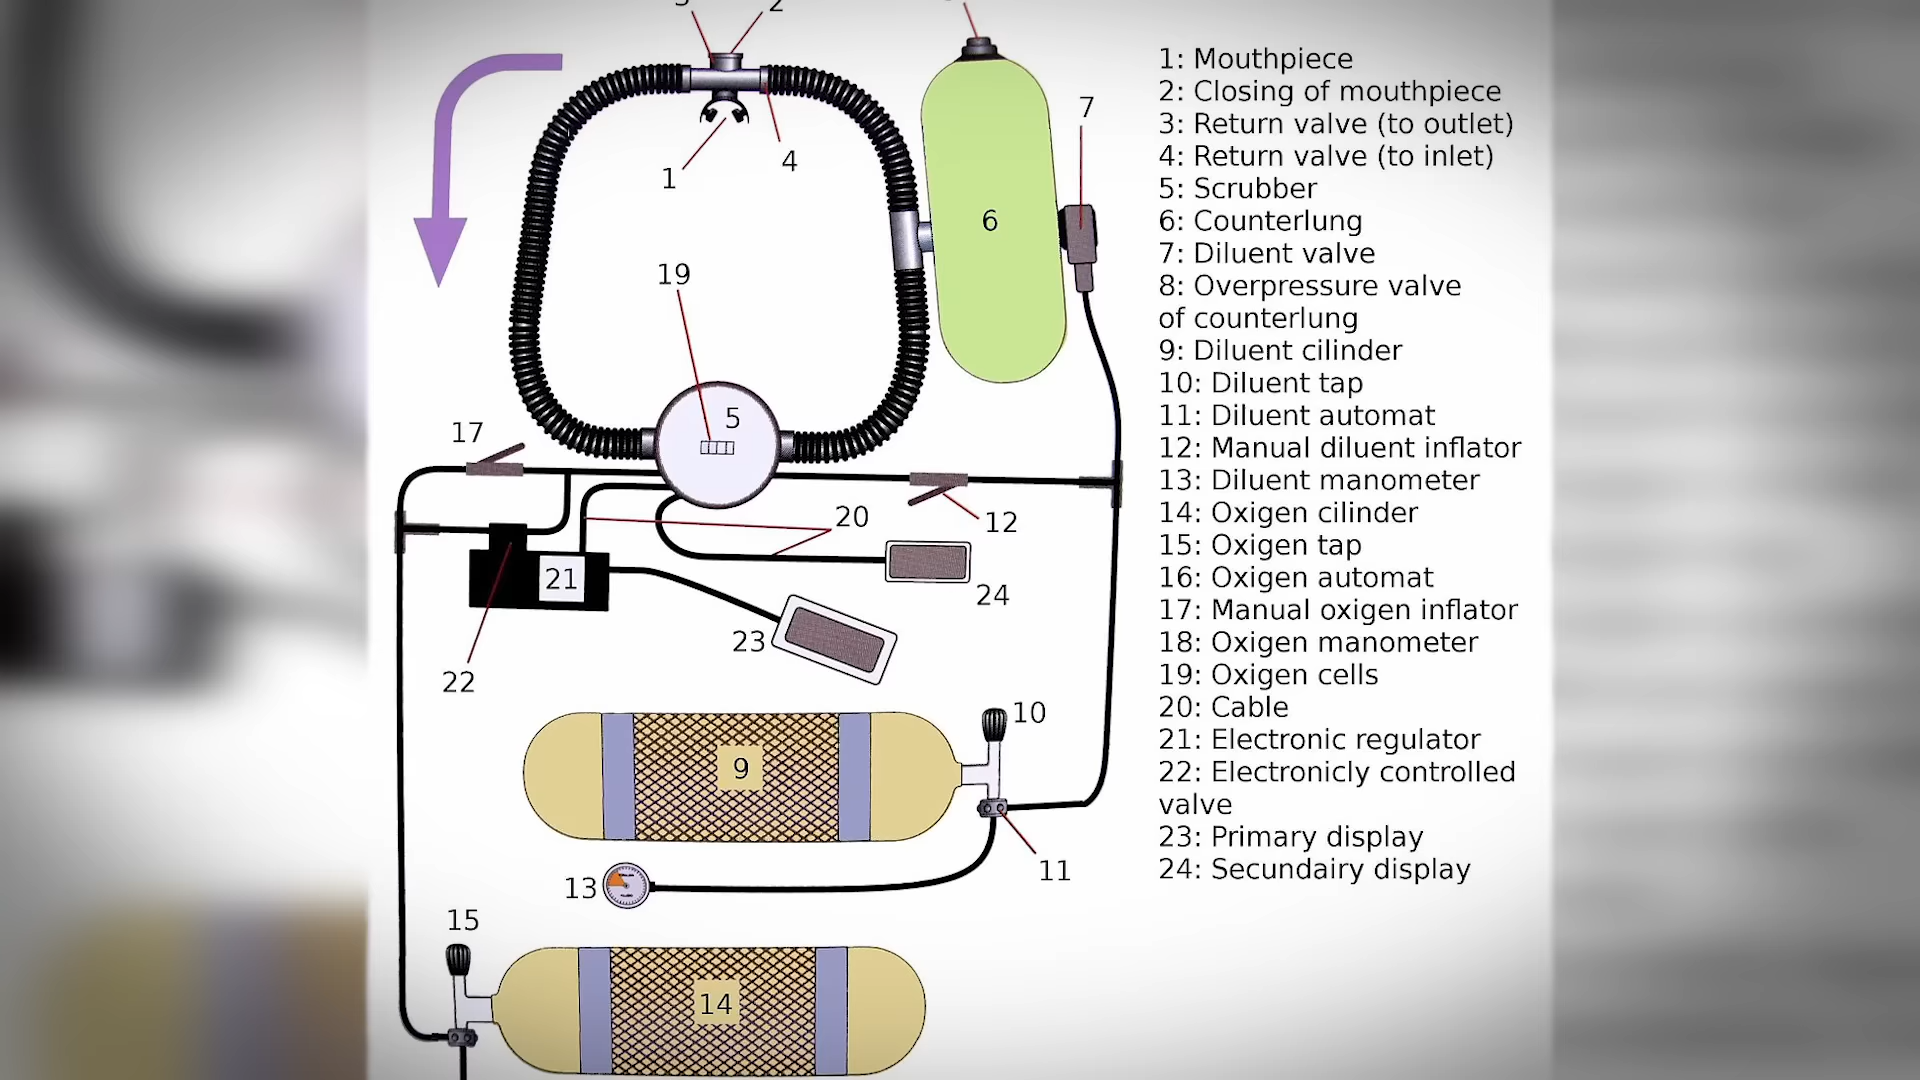 3
2
7
1
4
6
19
5
17
20
12
21
24
23
22
10
9
13
11
15
14
1: Mouthpiece
2: Closing of mouthpiece
3: Return valve (to outlet)
4: Return valve (to inlet)
5: Scrubber
6: Counterlung
7: Diluent valve
8: Overpressure valve
of counterlung
9: Diluent cilinder
10: Diluent tap
11: Diluent automat
12: Manual diluent inflator
13: Diluent manometer
14: Oxigen cilinder
15: Oxigen tap
16: Oxigen automat
17: Manual oxigen inflator
18: Oxigen manometer
19: Oxigen cells
20: Cable
21: Electronic regulator
22: Electronicly controlled
valve
23: Primary display
24: Secundairy display